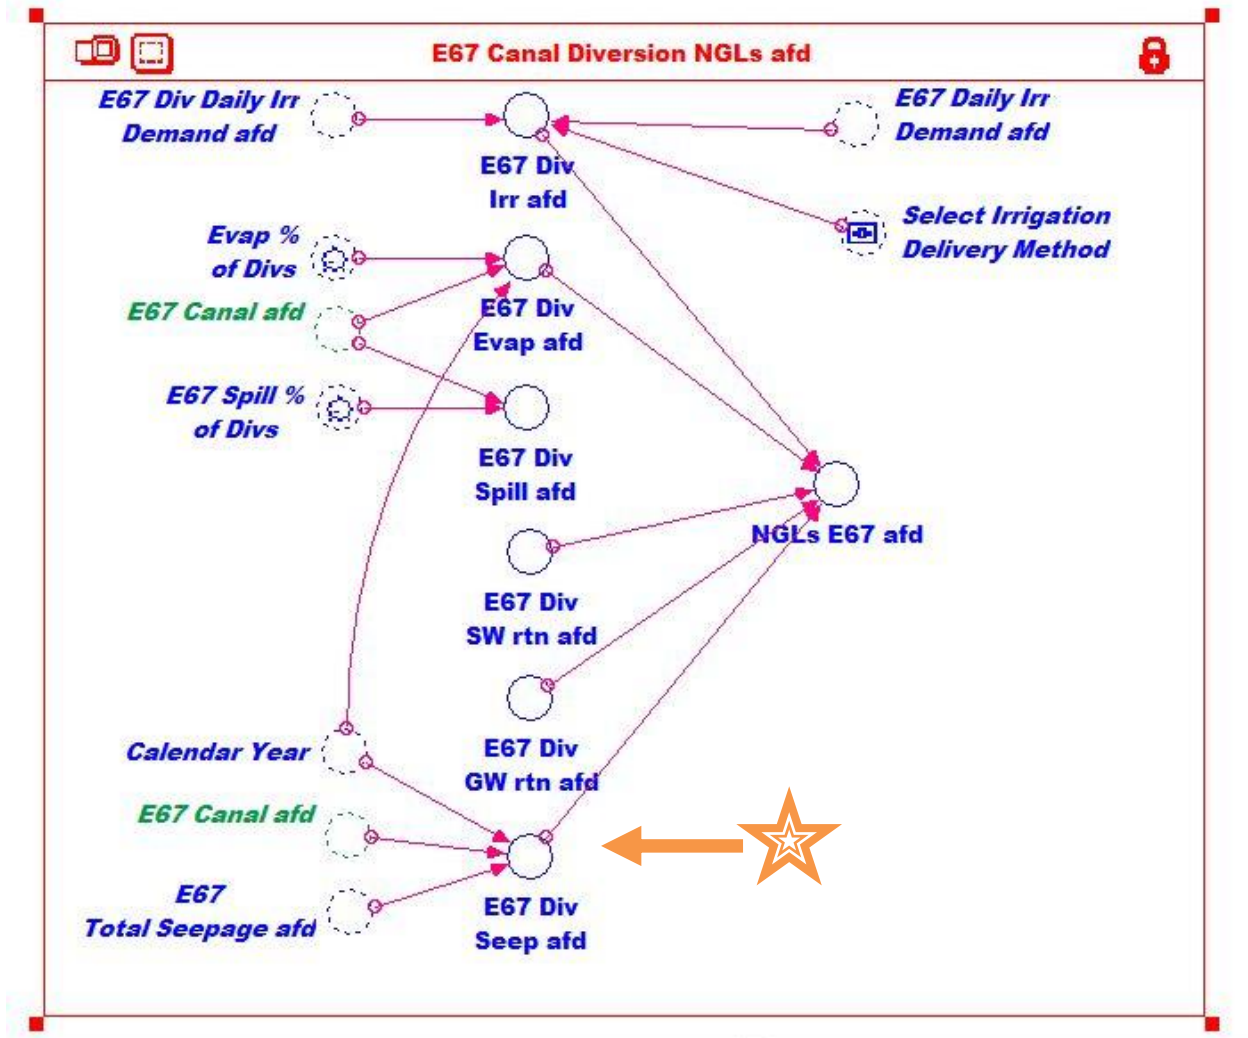 E67 Canal Diversion NGLs afd
E67 Div Daily Irr
Demand afd
E67 Div
Irr afd
E67 Daily Irr
Demand afd
Select Irrigation
Delivery Method
Evap %
of Divs
E67 Canal afd
E67 Div
Evap afd
E67 Spill %
of Divs
E67 Div
Spill afd
NGLs E67 afd
E67 Div
SW rtn afd
E67 Div
GW rtn afd
Calendar Year
E67 Canal afd
E67
Total Seepage afd
E67 Div
Seep afd